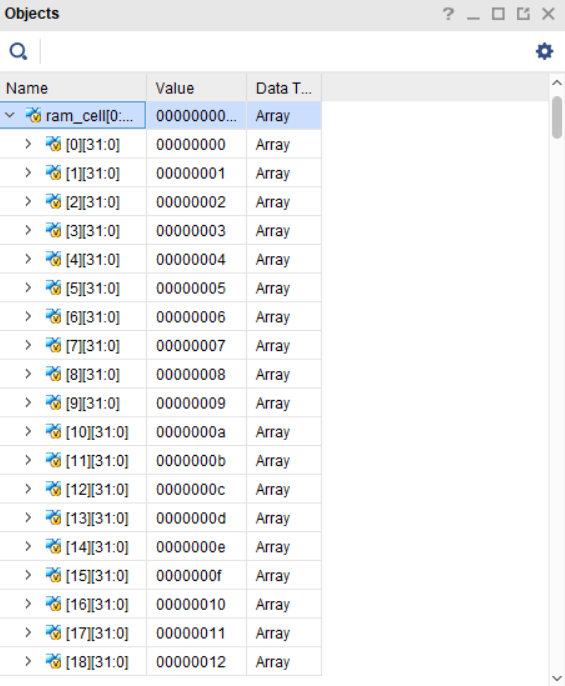 Objects
Name Value Data T...
ram_cell[0:... 00000000... Array
[0][31:0] 00000000 Array
[1][31:0] 00000001 Array
[2][31:0] 00000002 Array
[3][31:0] 00000003 Array
[4][31:0] 00000004 Array
[5][31:0] 00000005 Array
[6][31:0] 00000006 Array
[7][31:0] 00000007 Array
[8][31:0] 00000008 Array
[9][31:0] 00000009 Array
[10][31:0] 0000000a Array
[11][31:0] 0000000b Array
[12][31:0] 0000000c Array
[13][31:0] 0000000d Array
[14][31:0] 0000000e Array
[15][31:0] 0000000f Array
[16][31:0] 00000010 Array
[17][31:0] 00000011 Array
[18][31:0] 00000012 Array